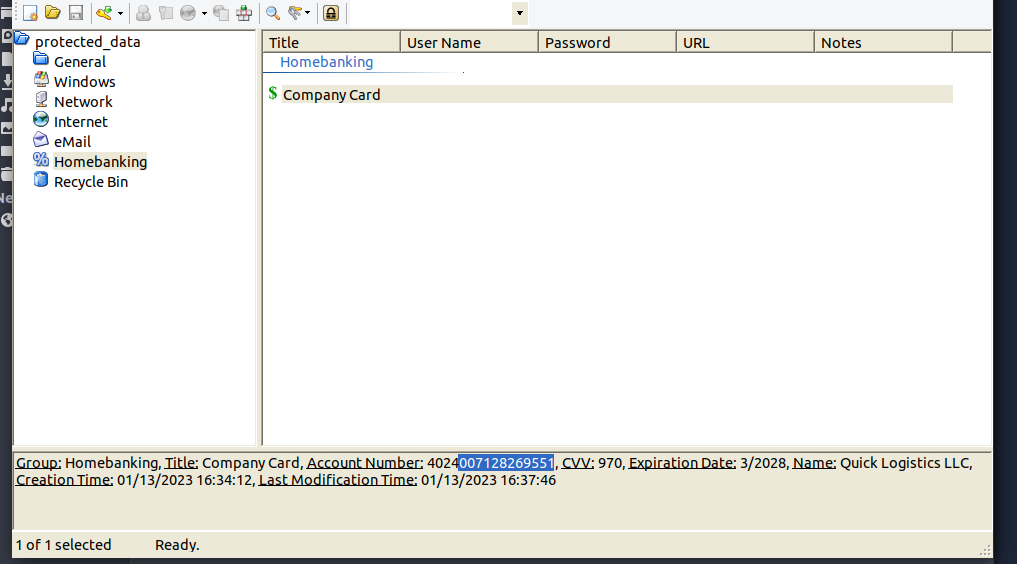 protected_data
General
Windows
Network
Internet
eMail
Homebanking
Recycle Bin
Title User Name Password URL Notes
Homebanking
$ Company Card
Group: Homebanking, Title: Company Card, Account Number: 4024007128269551, CVV: 970, Expiration Date: 3/2028, Name: Quick Logistics LLC,
Creation Time: 01/13/2023 16:34:12, Last Modification Time: 01/13/2023 16:37:46
1 of 1 selected Ready.